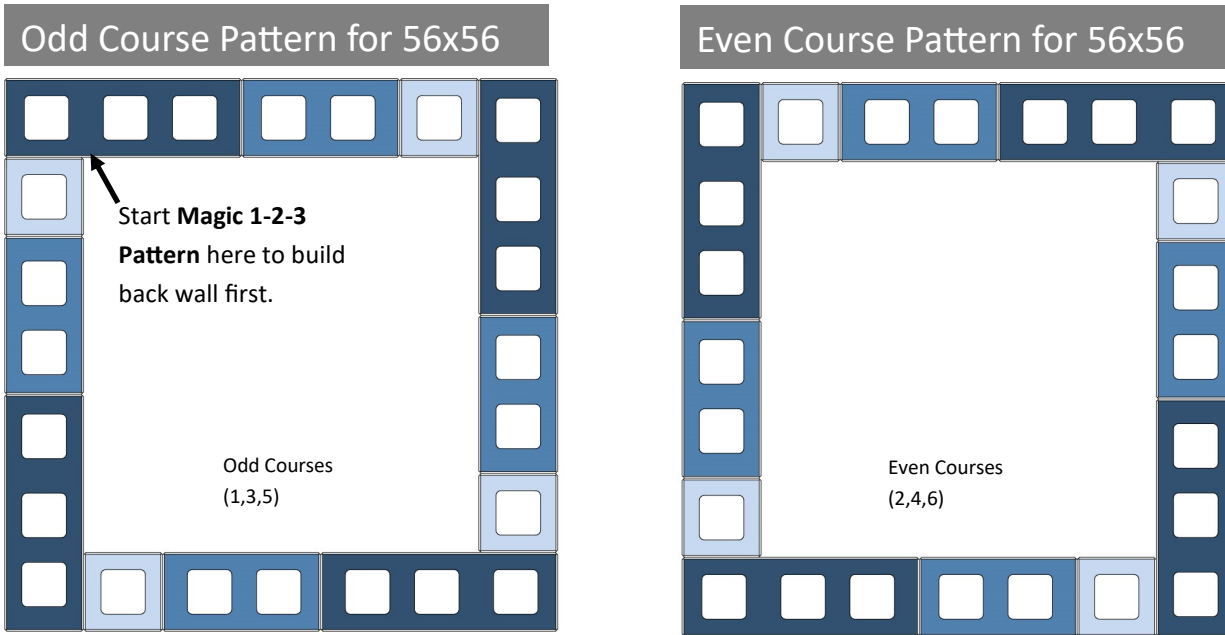 Odd Course Pattern for 56x56
Even Course Pattern for 56x56
Start Magic 1-2-3
Pattern here to build
back wall first.
Odd Courses
(1,3,5)
Even Courses
(2,4,6)